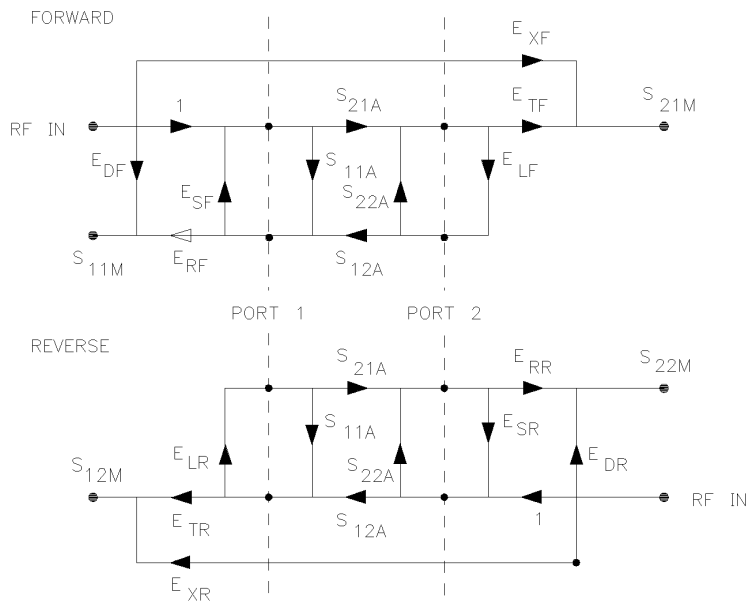 FORWARD
E XF
1
S 21A
E TF
S 21M
RF IN
E DF
E SF
S 11A
S 22A
E LF
S 11M
E RF
S 12A
PORT 1
PORT 2
REVERSE
S 21A
E RR
S 22M
S 11A
E SR
E LR
S 22A
E DR
S 12M
E TR
S 12A
1
RF IN
E XR